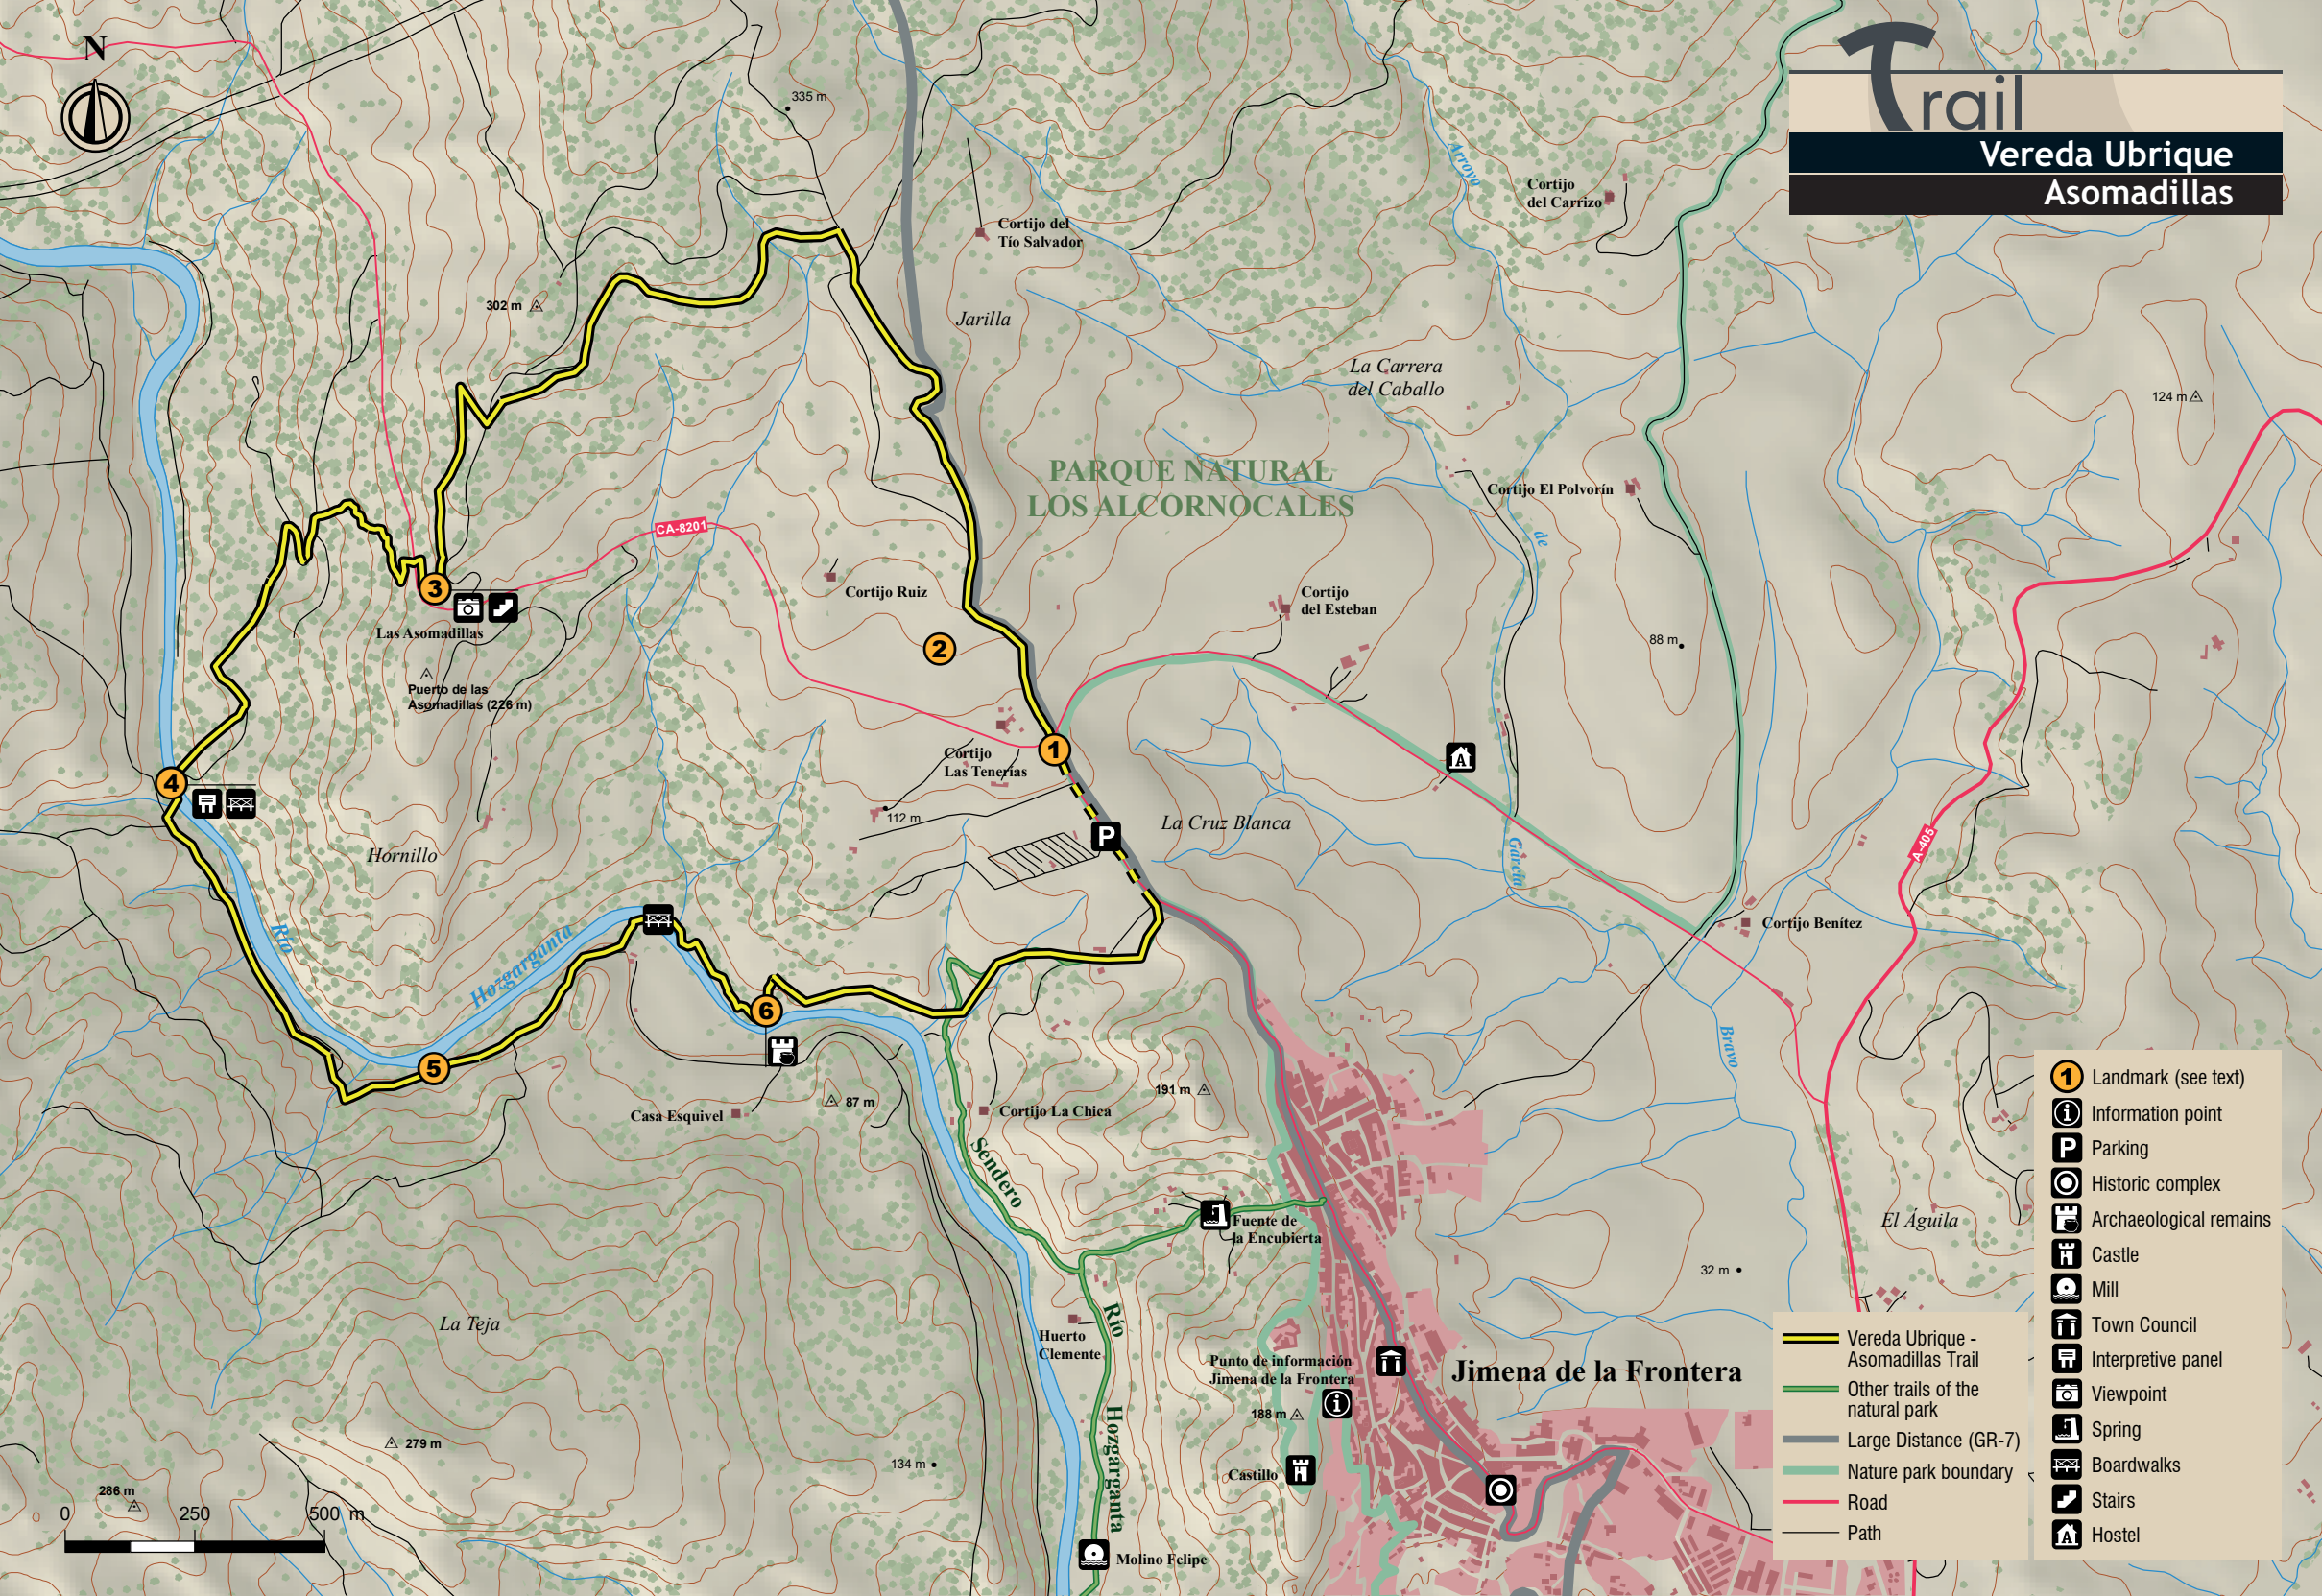 N
Trail
Vereda Ubrique
Asomadillas
335 m
Arroyo
Cortijo
del Carrizo
Cortijo del
Tío Salvador
302 m
Jarilla
La Carrera
del Caballo
124 m
PARQUE NATURAL
LOS ALCORNOCALES
Cortijo El Polvorín
CA-8201
de
3
Cortijo Ruiz
Cortijo
del Esteban
Las Asomadillas
2
88 m
Puerto de las
Asomadillas (226 m)
1
Cortijo
Las Tenerías
4
112 m
P
La Cruz Blanca
A-405
Hornillo
García
Río
Hozgarganta
Cortijo Benítez
6
5
Bravo
191 m
87 m
Casa Esquivel
Cortijo La Chica
Sendero
Fuente de
la Encubierta
El Águila
32 m
La Teja
Río
Huerto
Clemente
Punto de información
Jimena de la Frontera
Jimena de la Frontera
188 m
Hozgarganta
279 m
134 m
Castillo
286 m
0 250 500 m
Molino Felipe
1 Landmark (see text)
i Information point
P Parking
Historic complex
Archaeological remains
Castle
Mill
Town Council
Interpretive panel
Viewpoint
Spring
Boardwalks
Stairs
A Hostel
Vereda Ubrique -
Asomadillas Trail
Other trails of the
natural park
Large Distance (GR-7)
Nature park boundary
Road
Path